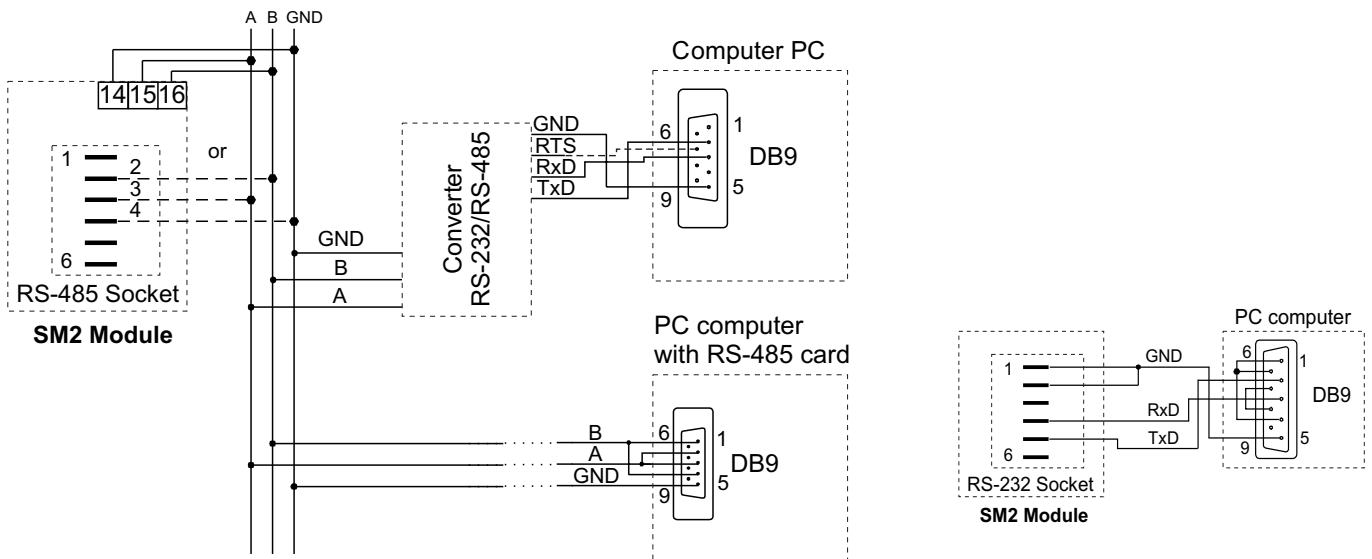 A B GND
14 15 16
1
2
3
4
6
or
RS-485 Socket
SM2 Module
GND
B
A
Converter
RS-232/RS-485
GND
RTS
RxD
TxD
Computer PC
6
1
DB9
9
5
PC computer
with RS-485 card
B
A
GND
6
1
DB9
9
5
1
6
RS-232 Socket
SM2 Module
GND
RxD
TxD
PC computer
6
1
DB9
9
5